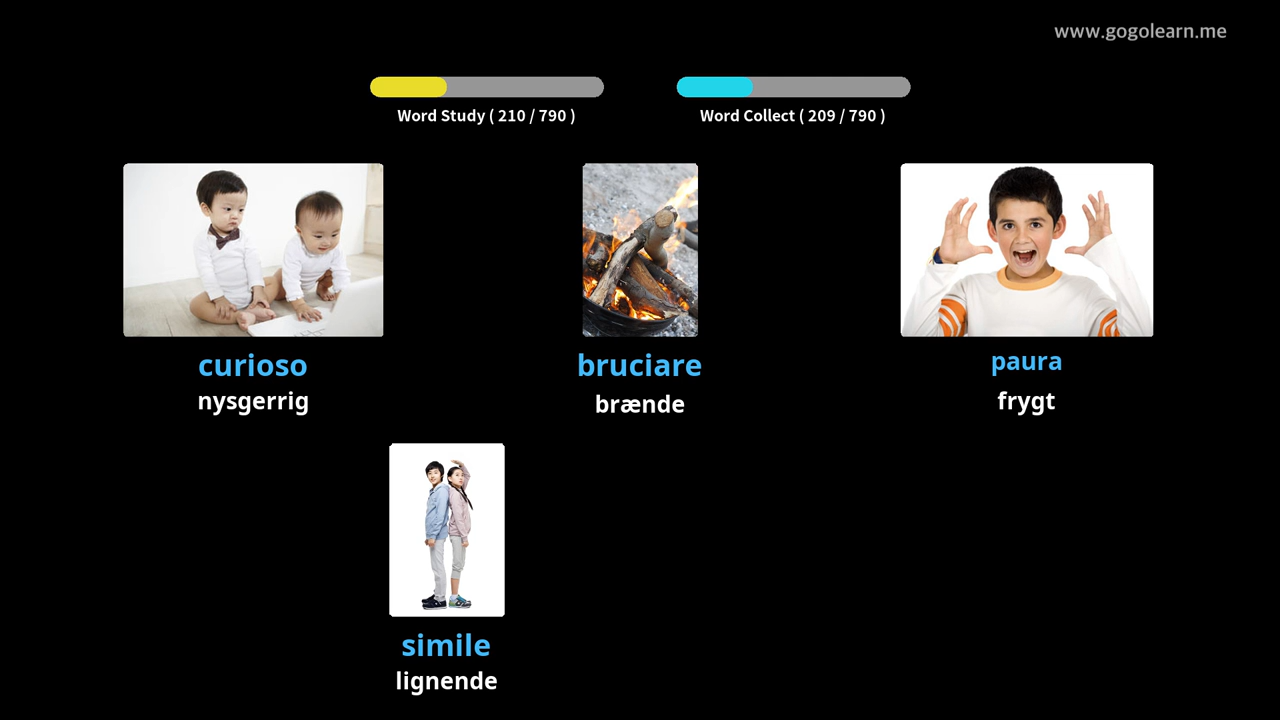 www.gogolearn.me
Word Study ( 210 / 790 )
Word Collect ( 209 / 790 )
curioso
nysgerrig
bruciare
brænde
paura
frygt
simile
lignende